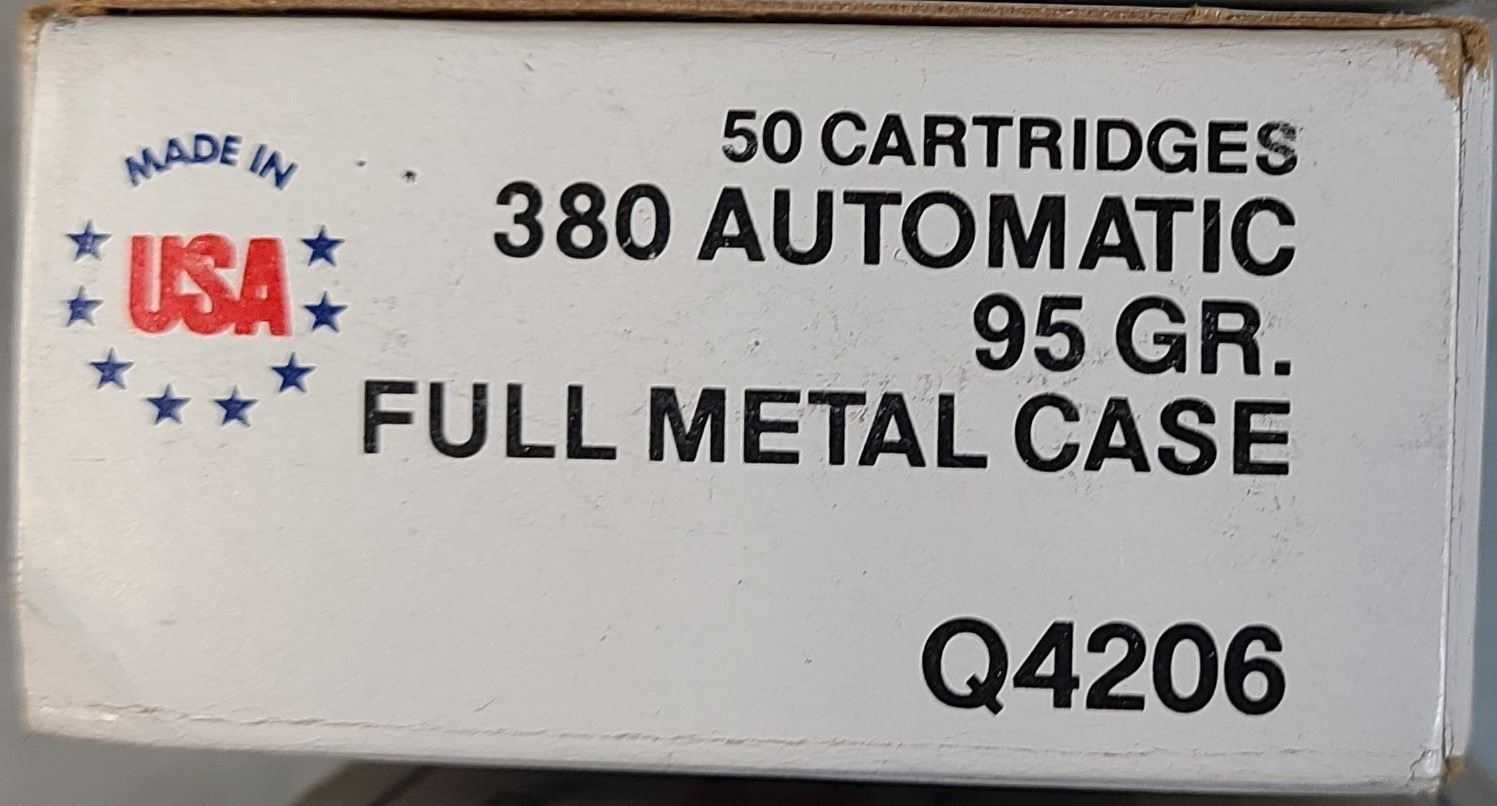 MADE IN
USA
50 CARTRIDGES
380 AUTOMATIC
95 GR.
FULL METAL CASE
Q4206